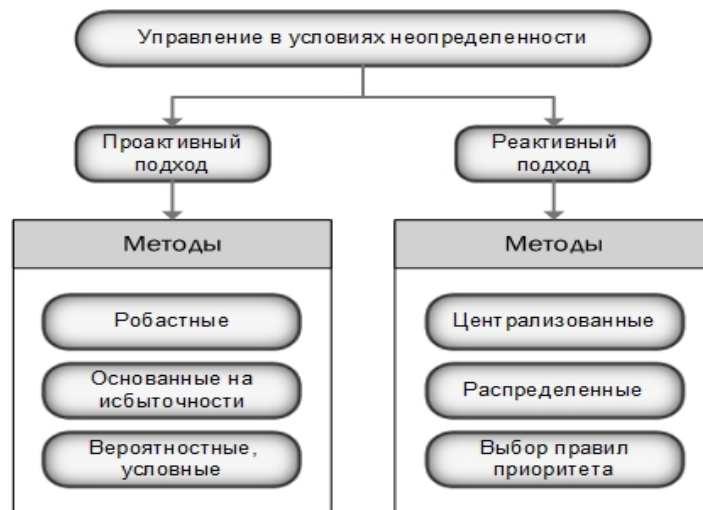 Управление в условиях неопределенности
Проактивный
подход
Реактивный
подход
Методы
Робастные
Основанные на
исбыточности
Вероятностные,
условные
Методы
Централизованные
Распределенные
Выбор правил
приоритета